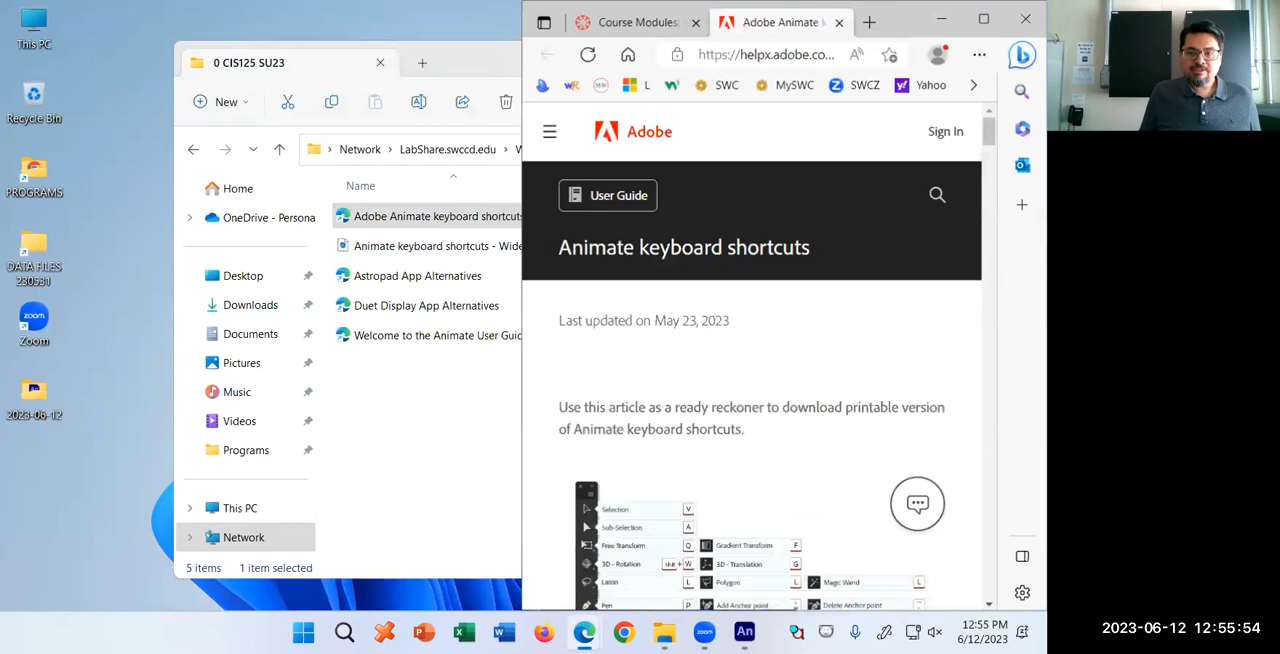 This PC
Recycle Bin
PROGRAMS
DATA FILES
230531
Zoom
2023-06-12
0 CIS125 SU23
New
Network > LabShare.swccd.edu > W
Name
Home
OneDrive - Persona
Desktop
Downloads
Documents
Pictures
Music
Videos
Programs
This PC
Network
Adobe Animate keyboard shortcuts
Animate keyboard shortcuts - Wide
Astropad App Alternatives
Duet Display App Alternatives
Welcome to the Animate User Guid
5 items 1 item selected
Course Modules:
Adobe Animate k
https://helpx.adobe.co...
L
SWC
MySWC
SWCZ
Yahoo
Adobe
Sign In
User Guide
Animate keyboard shortcuts
Last updated on May 23, 2023
Use this article as a ready reckoner to download printable version
of Animate keyboard shortcuts.
Selection V
Sub-Selection A
Free Transform Q Gradient Transform F
3D - Rotation Shift + W 3D - Translation G
Lasso L Polygon L Magic Wand L
Pen P Add Anchor point Delete Anchor point
zoom
An
12:55 PM
6/12/2023
2023-06-12 12:55:54